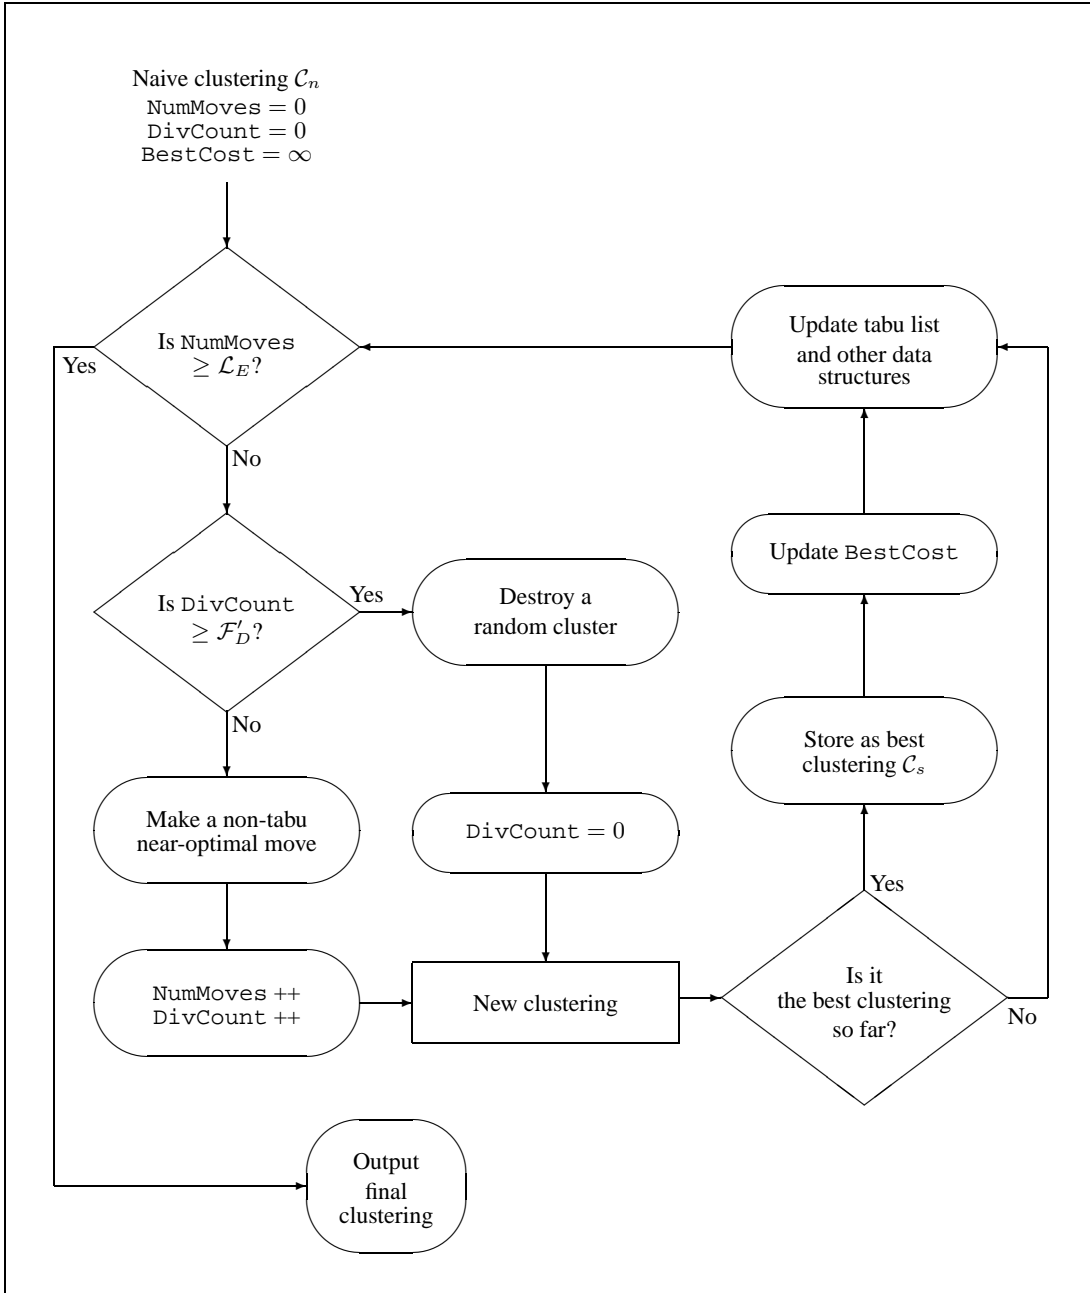 Naive clustering 𝒞ₙ
NumMoves = 0
DivCount = 0
BestCost = ∞
Is NumMoves
≥ ℒ_E?
Yes
No
Is DivCount
≥ ℱ′_D?
Yes
No
Destroy a
random cluster
DivCount = 0
Make a non-tabu
near-optimal move
NumMoves ++
DivCount ++
New clustering
Is it
the best clustering
so far?
Yes
No
Store as best
clustering 𝒞ₛ
Update BestCost
Update tabu list
and other data
structures
Output
final
clustering